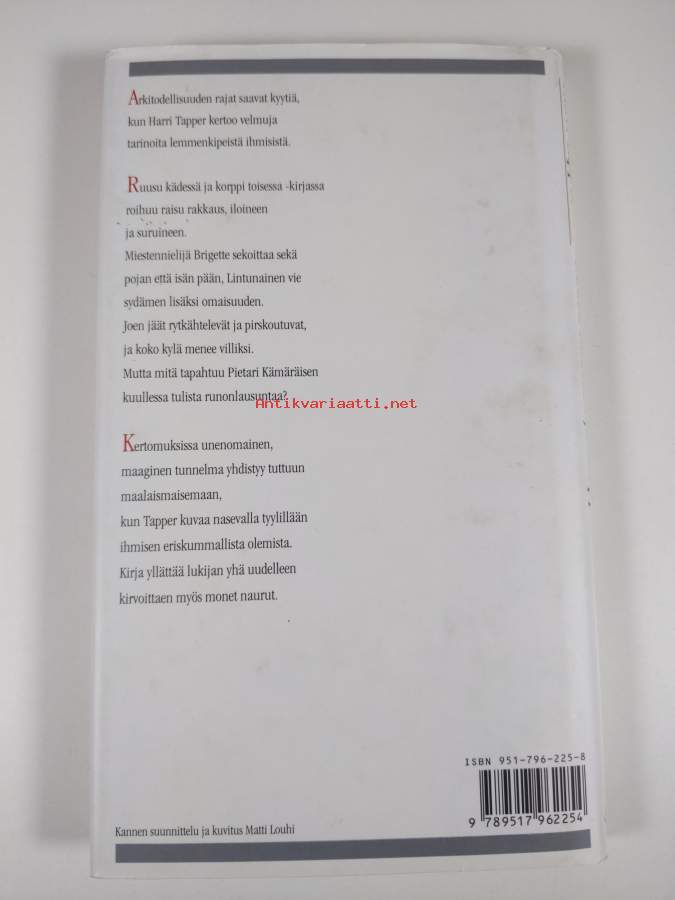 Arkitodellisuuden rajat saavat kyytiä,
kun Harri Tapper kertoo velmuja
tarinoita lemmenkipeistä ihmisistä.
Ruusu kädessä ja korppi toisessa -kirjassa
roihuu raisu rakkaus, iloineen
ja suruineen.
Miestennielijä Brigette sekoittaa sekä
pojan että isän pään, Lintunainen vie
sydämen lisäksi omaisuuden.
Joen jäät rytkähtelevät ja pirskoutuvat,
ja koko kylä menee villiksi.
Mutta mitä tapahtuu Pietari Kämäräisen
kuullessa tulista runonlausuntaa?
Antikvariaatti.net
Kertomuksissa unenomainen,
maaginen tunnelma yhdistyy tuttuun
maalaismaisemaan,
kun Tapper kuvaa nasevalla tyylillään
ihmisen eriskummallista olemista.
Kirja yllättää lukijan yhä uudelleen
kirvoittaen myös monet naurut.
ISBN 951-796-225-8
9 789517 962254
Kannen suunnittelu ja kuvitus Matti Louhi